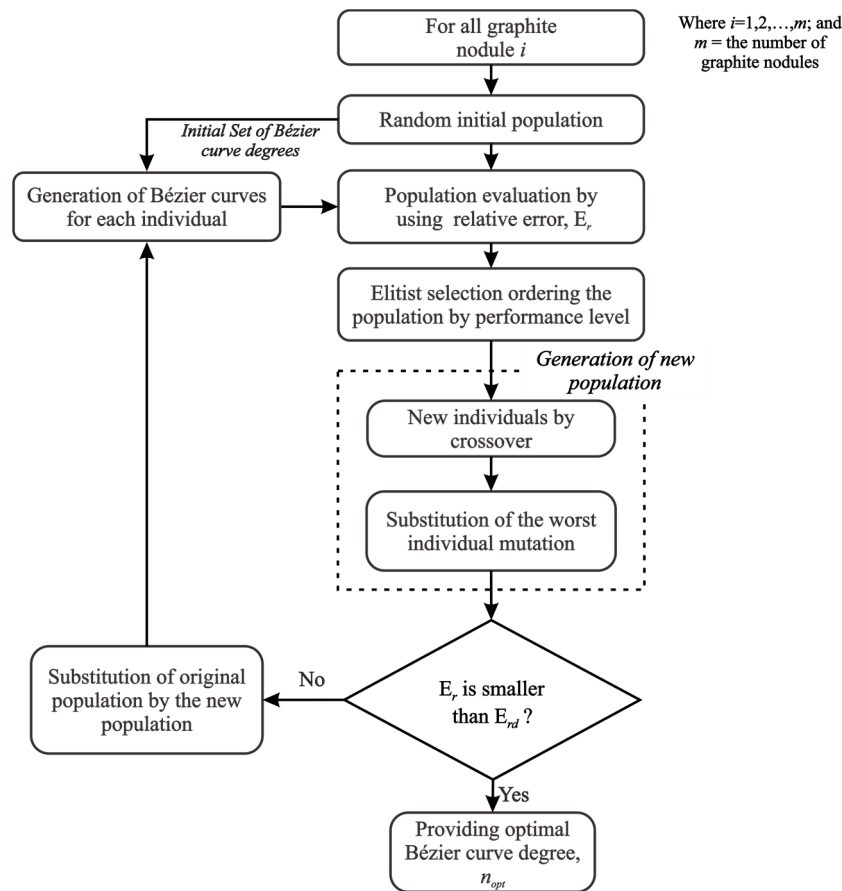 For all graphite
nodule i
Where i=1,2,…,m; and
m = the number of
graphite nodules
Random initial population
Initial Set of Bézier
curve degrees
Generation of Bézier curves
for each individual
Population evaluation by
using relative error, Er
Elitist selection ordering the
population by performance level
Generation of new
population
New individuals by
crossover
Substitution of the worst
individual mutation
Er is smaller
than Erd ?
No
Substitution of original
population by the new
population
Yes
Providing optimal
Bézier curve degree,
nopt